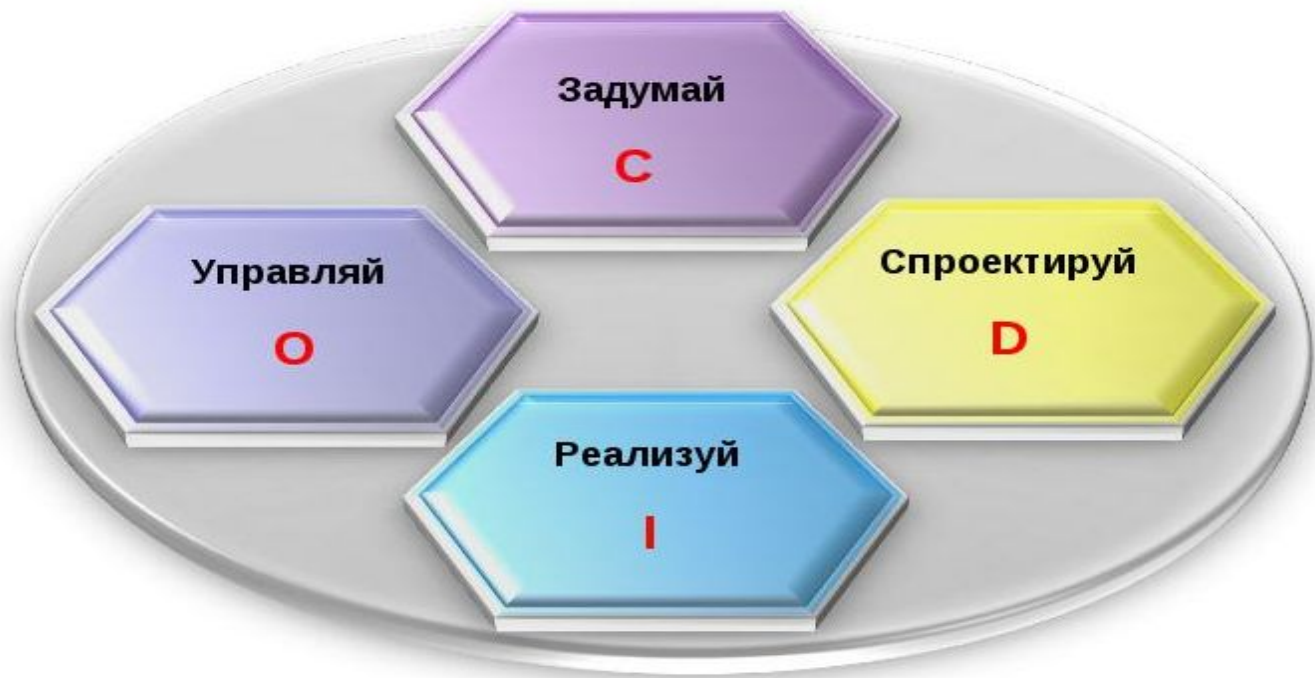 Задумай
C
Спроектируй
D
Реализуй
I
Управляй
O